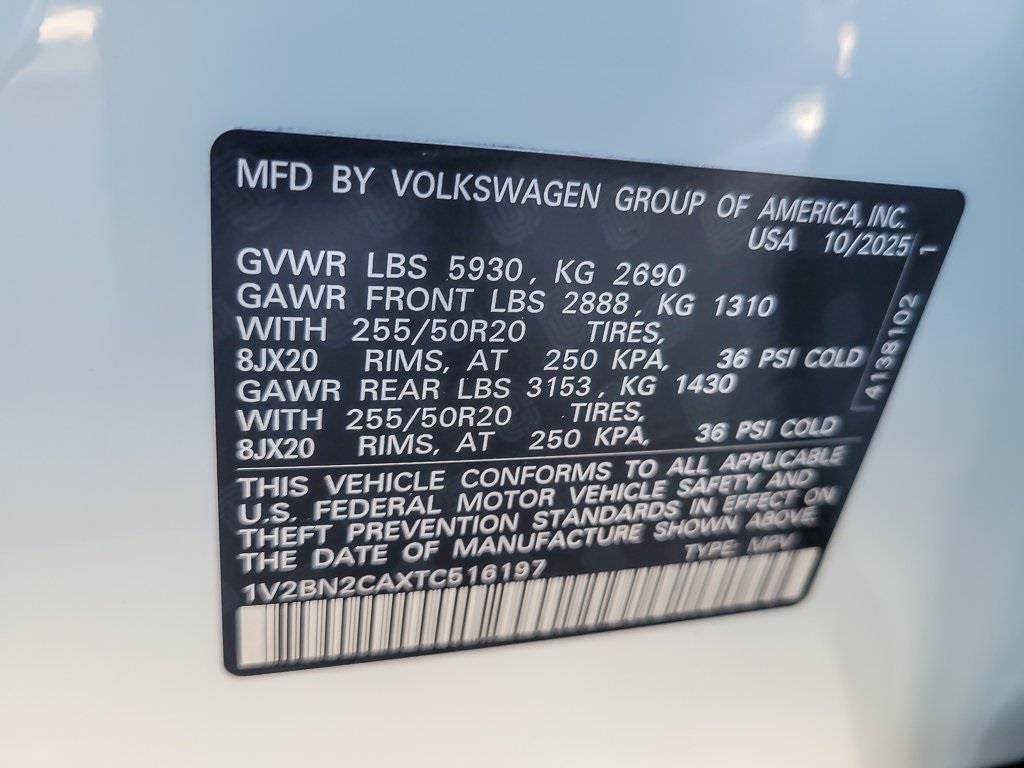 MFD BY VOLKSWAGEN GROUP OF AMERICA, INC.
USA 10/2025
GVWR LBS 5930, KG 2690
GAWR FRONT LBS 2888, KG 1310
WITH 255/50R20 TIRES,
8JX20 RIMS, AT 250 KPA, 36 PSI COLD
GAWR REAR LBS 3153, KG 1430
WITH 255/50R20 TIRES,
8JX20 RIMS, AT 250 KPA, 36 PSI COLD
THIS VEHICLE CONFORMS TO ALL APPLICABLE
U.S. FEDERAL MOTOR VEHICLE SAFETY AND
THEFT PREVENTION STANDARDS IN EFFECT ON
THE DATE OF MANUFACTURE SHOWN ABOVE
1V2BN2CAXTC516197 TYPE: MPV
4138102 1